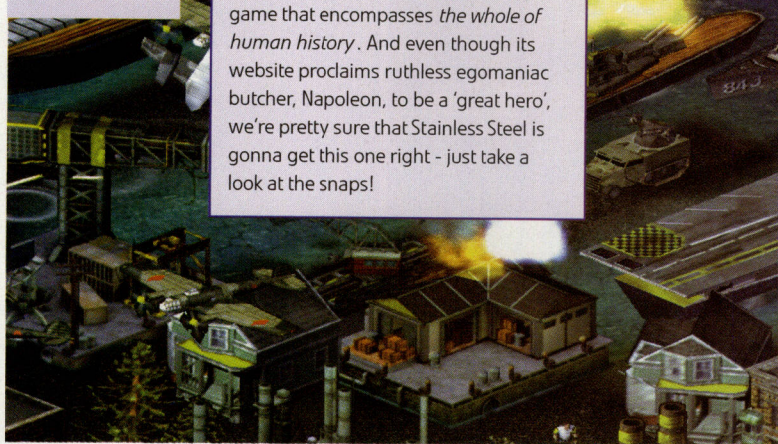 game that encompasses the whole of
human history. And even though its
website proclaims ruthless egomaniac
butcher, Napoleon, to be a 'great hero',
we're pretty sure that Stainless Steel is
gonna get this one right - just take a
look at the snaps!
843